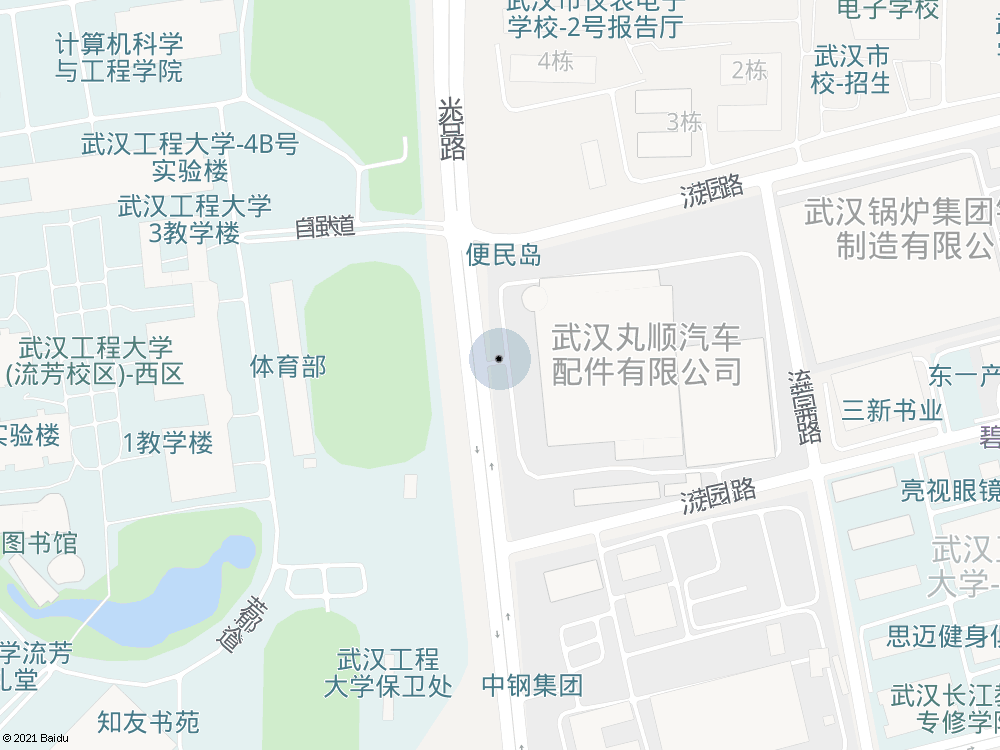 武汉市仪表电子
学校-2号报告厅
电子学校
计算机科学
与工程学院
4栋
2栋
武汉市
校-招生
光谷路
3栋
武汉工程大学-4B号
实验楼
流芳园路
武汉工程大学
3教学楼
自强大道
武汉锅炉集团
制造有限公
便民岛
武汉丸顺汽车
配件有限公司
武汉工程大学
(流芳校区)-西区
体育部
东一产
三新书业
实验楼
1教学楼
碧
亮视眼镜
图书馆
武汉
大学-
思迈健身俱
学流芳
礼堂
武汉工程
大学保卫处
中钢集团
武汉长江
专修学院
知友书苑
© 2021 Baidu